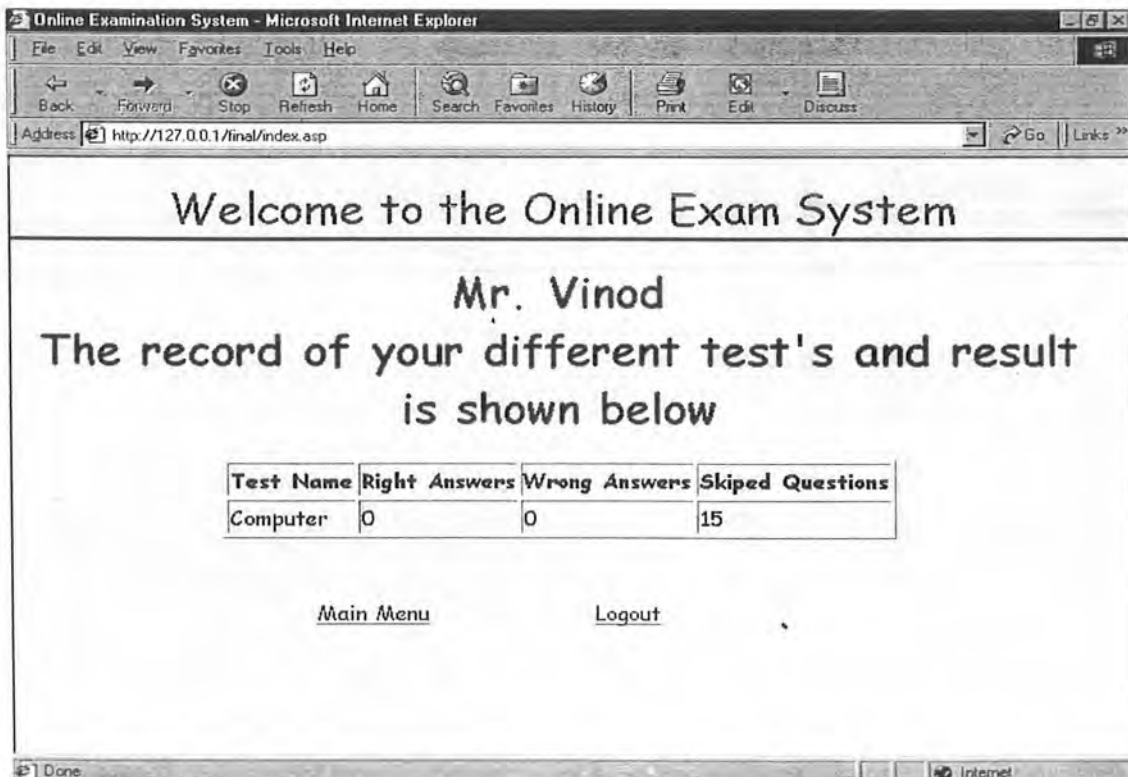 Online Examination System - Microsoft Internet Explorer
File Edit View Favorites Tools Help
Back Forward Stop Refresh Home Search Favorites History Print Edit Discuss
Address http://127.0.0.1/final/index.asp Go Links »
Welcome to the Online Exam System
Mr. Vinod
The record of your different test's and result
is shown below
Test Name Right Answers Wrong Answers Skiped Questions
Computer 0 0 15
Main Menu Logout
Done Internet